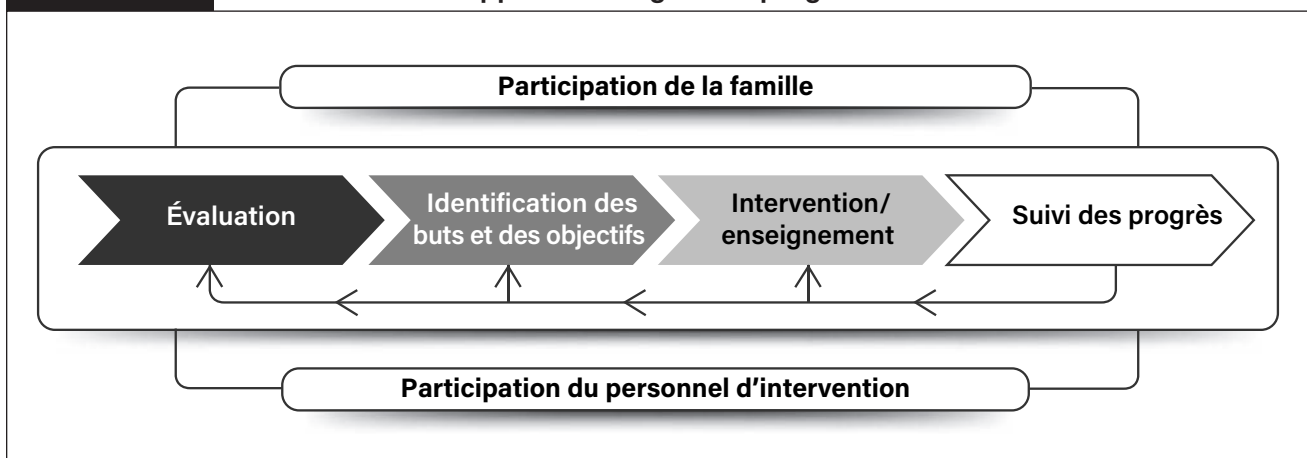 Participation de la famille
Évaluation
Identification des
buts et des objectifs
Intervention/
enseignement
Suivi des progrès
Participation du personnel d’intervention